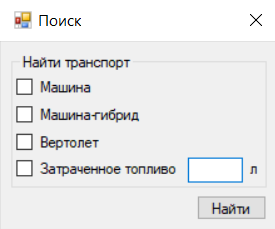 Поиск
Найти транспорт
Машина
Машина-гибрид
Вертолет
Затраченное топливо л
Найти